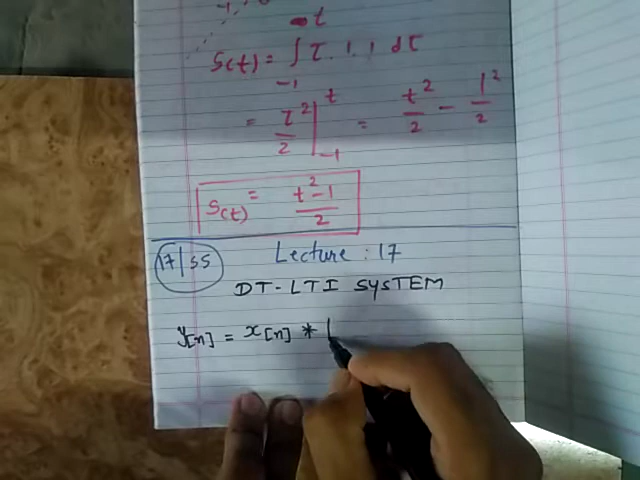 t
S(t) = ∫ τ . 1 . 1 dτ
-1
= τ²/2 |₋₁ᵗ = t²/2 - 1²/2
S(t) = t²-1/2
17|SS Lecture : 17
DT-LTI SYSTEM
y[n] = x[n] *